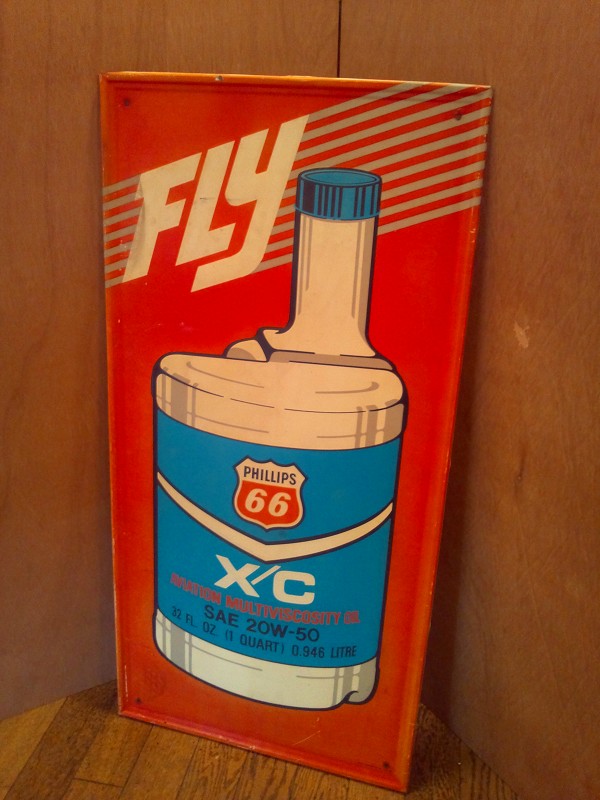 FLY
PHILLIPS
66
X/C
AVIATION MULTIVISCOSITY OIL
SAE 20W-50
32 FL. OZ. (1 QUART) 0.946 LITRE